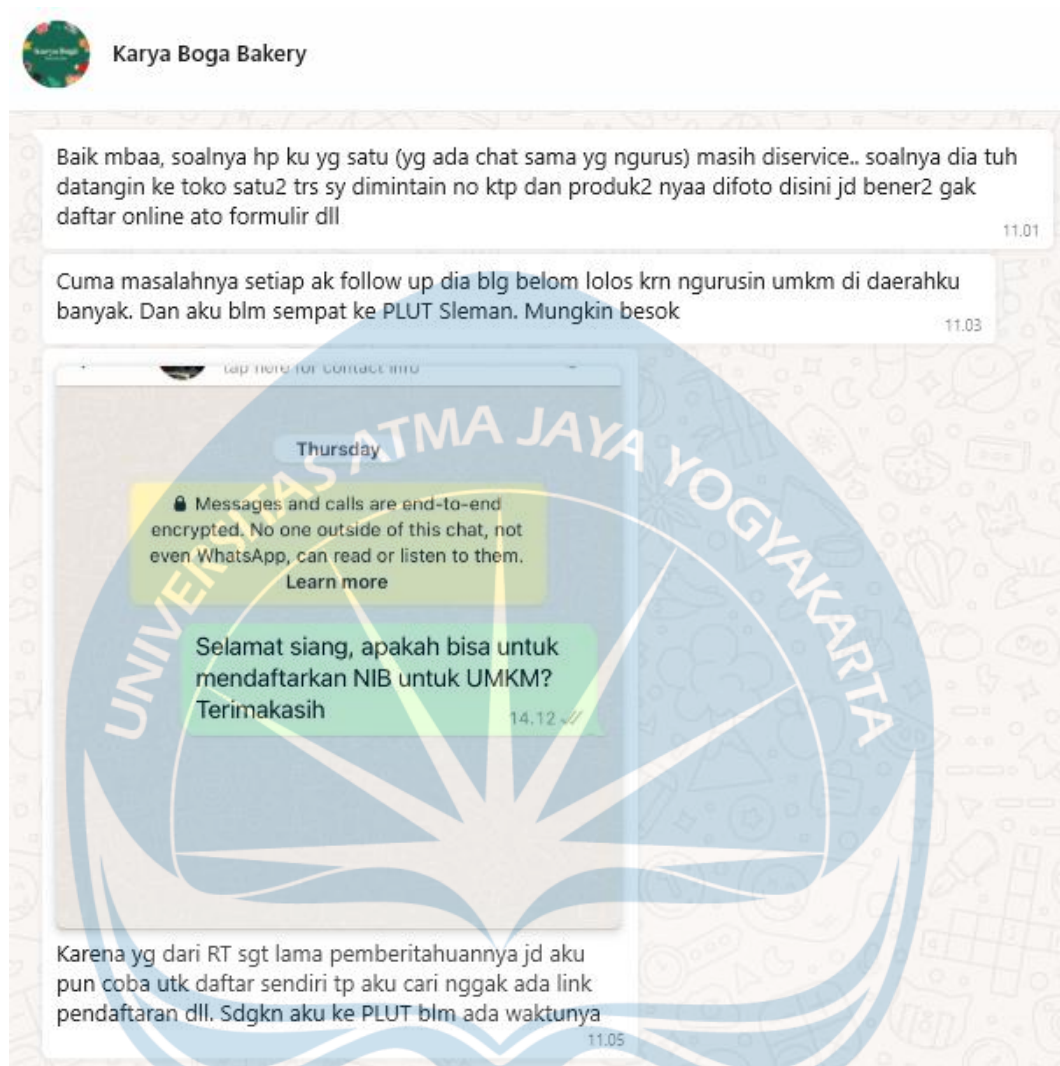 Karya Boga Bakery
Baik mbaa, soalnya hp ku yg satu (yg ada chat sama yg ngurus) masih diservice.. soalnya dia tuh
datangin ke toko satu2 trs sy dimintain no ktp dan produk2 nyaa difoto disini jd bener2 gak
daftar online ato formulir dll
11.01
Cuma masalahnya setiap ak follow up dia blg belom lolos krn ngurusin umkm di daerahku
banyak. Dan aku blm sempat ke PLUT Sleman. Mungkin besok
11.03
tap here for contact info
Thursday
Messages and calls are end-to-end
encrypted. No one outside of this chat, not
even WhatsApp, can read or listen to them.
Learn more
Selamat siang, apakah bisa untuk
mendaftarkan NIB untuk UMKM?
Terimakasih
14.12
Karena yg dari RT sgt lama pemberitahuannya jd aku
pun coba utk daftar sendiri tp aku cari nggak ada link
pendaftaran dll. Sdgkn aku ke PLUT blm ada waktunya
11.05
UNIVERSITAS ATMA JAYA YOGYAKARTA